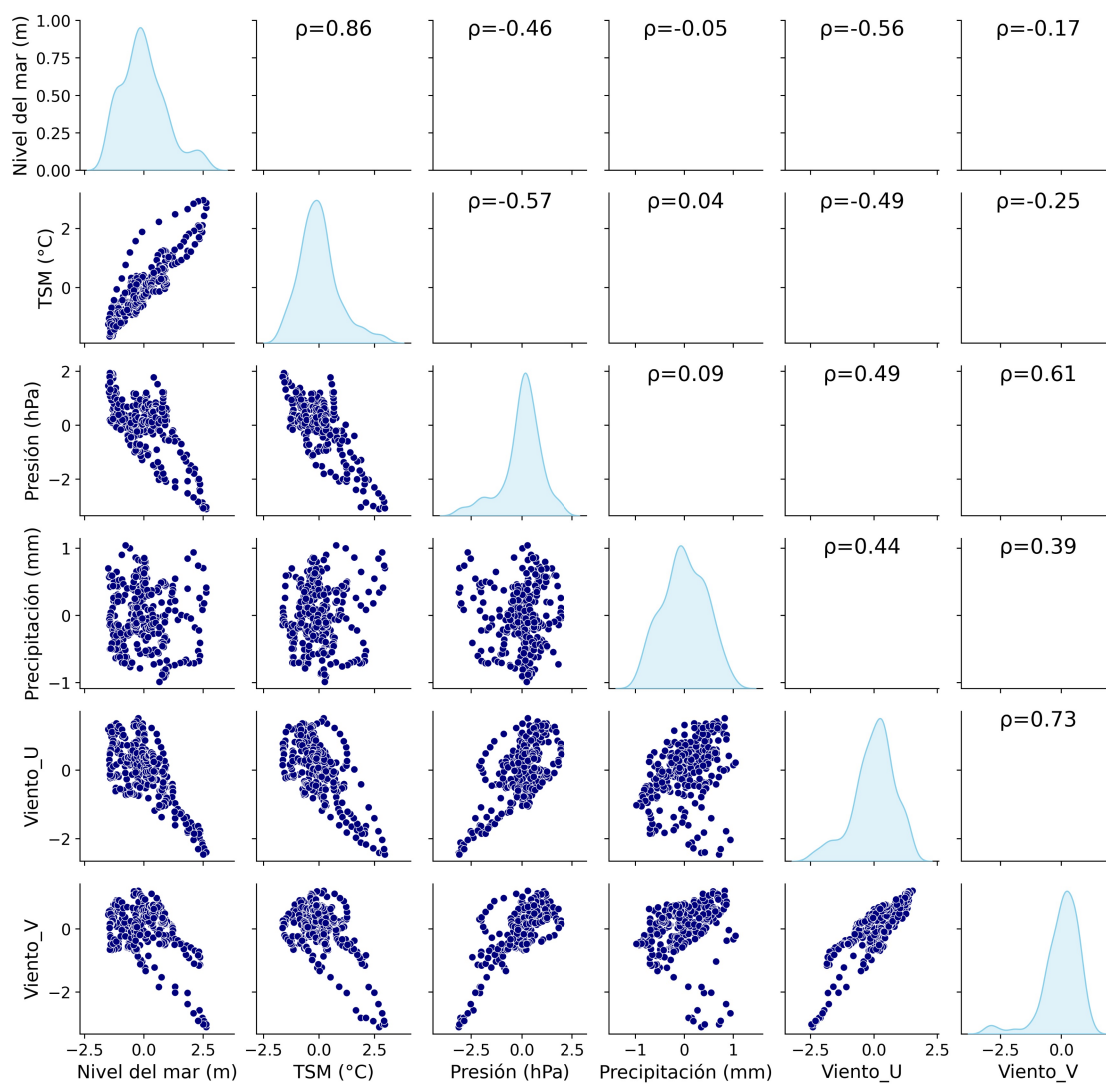 Nivel del mar (m)
1.00
0.75
0.50
0.25
0.00
ρ=0.86
ρ=-0.46
ρ=-0.05
ρ=-0.56
ρ=-0.17
TSM (°C)
2
0
ρ=-0.57
ρ=0.04
ρ=-0.49
ρ=-0.25
Presión (hPa)
2
0
−2
ρ=0.09
ρ=0.49
ρ=0.61
Precipitación (mm)
1
0
−1
ρ=0.44
ρ=0.39
Viento_U
0
−2
ρ=0.73
Viento_V
0
−2
−2.5 0.0 2.5
−2.5 0.0 2.5
−2.5 0.0 2.5
−1 0 1
−2.5 0.0 2.5
−2.5 0.0
Nivel del mar (m)
TSM (°C)
Presión (hPa)
Precipitación (mm)
Viento_U
Viento_V